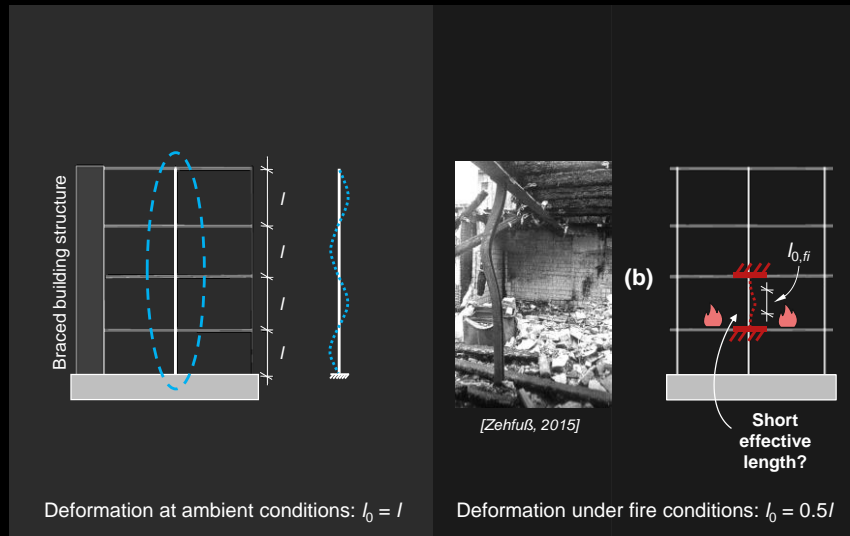 Braced building structure
l
l
l
l
[Zehfuß, 2015]
(b)
l0,fi
Short
effective
length?
Deformation at ambient conditions: l0 = l
Deformation under fire conditions: l0 = 0.5l